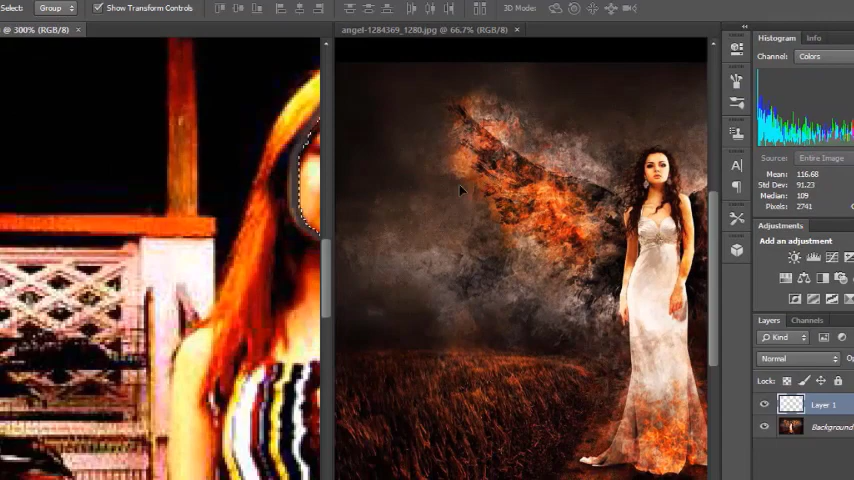 Select: Group Show Transform Controls 3D Mode:
@ 300% (RGB/8) × angel-1284369_1280.jpg @ 66.7% (RGB/8) ×
Histogram Info
Channel: Colors
Source: Entire Image
Mean: 116.68
Std Dev: 91.23
Median: 109
Pixels: 2741
Adjustments
Add an adjustment
Layers Channels
Kind
Normal
Lock:
Layer 1
Background